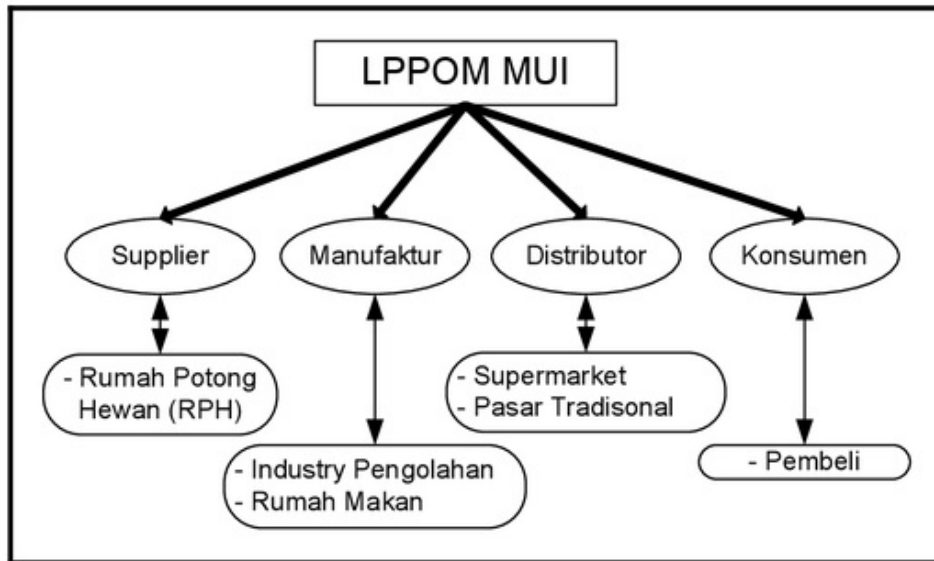 LPPOM MUI
Supplier
Manufaktur
Distributor
Konsumen
- Rumah Potong
Hewan (RPH)
- Industry Pengolahan
- Rumah Makan
- Supermarket
- Pasar Tradisonal
- Pembeli